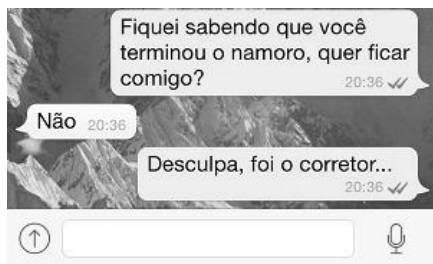 Fiquei sabendo que você
terminou o namoro, quer ficar
comigo? 20:36
Não 20:36
Desculpa, foi o corretor...
20:36